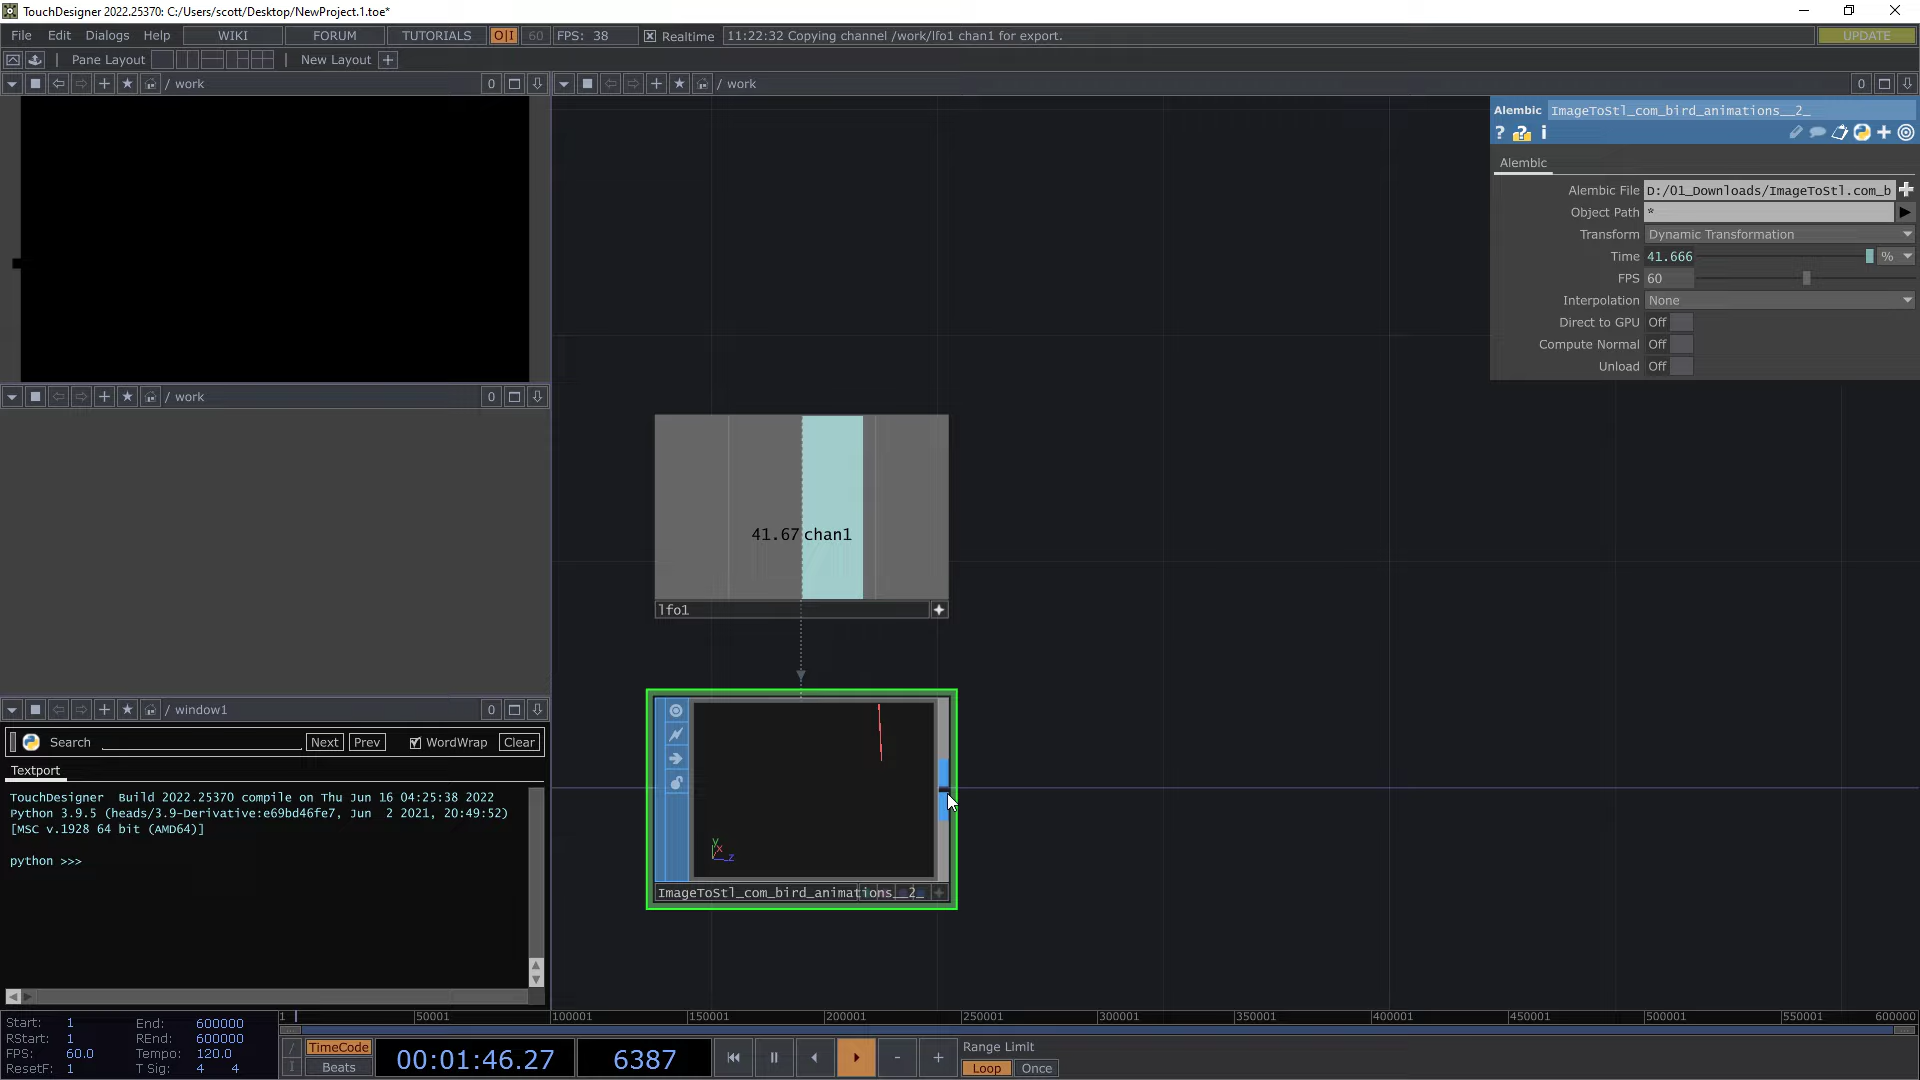 TouchDesigner 2022.25370: C:/Users/scott/Desktop/NewProject.1.toe*
File Edit Dialogs Help WIKI FORUM TUTORIALS O|I 60 FPS: 38 Realtime 11:22:32 Copying channel /work/lfo1 chan1 for export. UPDATE
Pane Layout New Layout +
/ work 0
/ work 0
Alembic ImageToStl_com_bird_animations__2_
Alembic
Alembic File D:/01_Downloads/ImageToStl.com_b
Object Path *
Transform Dynamic Transformation
Time 41.666 %
FPS 60
Interpolation None
Direct to GPU Off
Compute Normal Off
Unload Off
/ work 0
41.67 chan1
lfo1
/ window1 0
Search Next Prev WordWrap Clear
Textport
TouchDesigner  Build 2022.25370 compile on Thu Jun 16 04:25:38 2022
Python 3.9.5 (heads/3.9-Derivative:e69bd46fe7, Jun  2 2021, 20:49:52)
[MSC v.1928 64 bit (AMD64)]
python >>>
y x z
ImageToStl_com_bird_animations__2_
Start: 1 End: 600000
RStart: 1 REnd: 600000
FPS: 60.0 Tempo: 120.0
ResetF: 1 T Sig: 4 4
1 50001 100001 150001 200001 250001 300001 350001 400001 450001 500001 550001 600000
TimeCode
Beats
00:01:46.27 6387
Range Limit
Loop Once